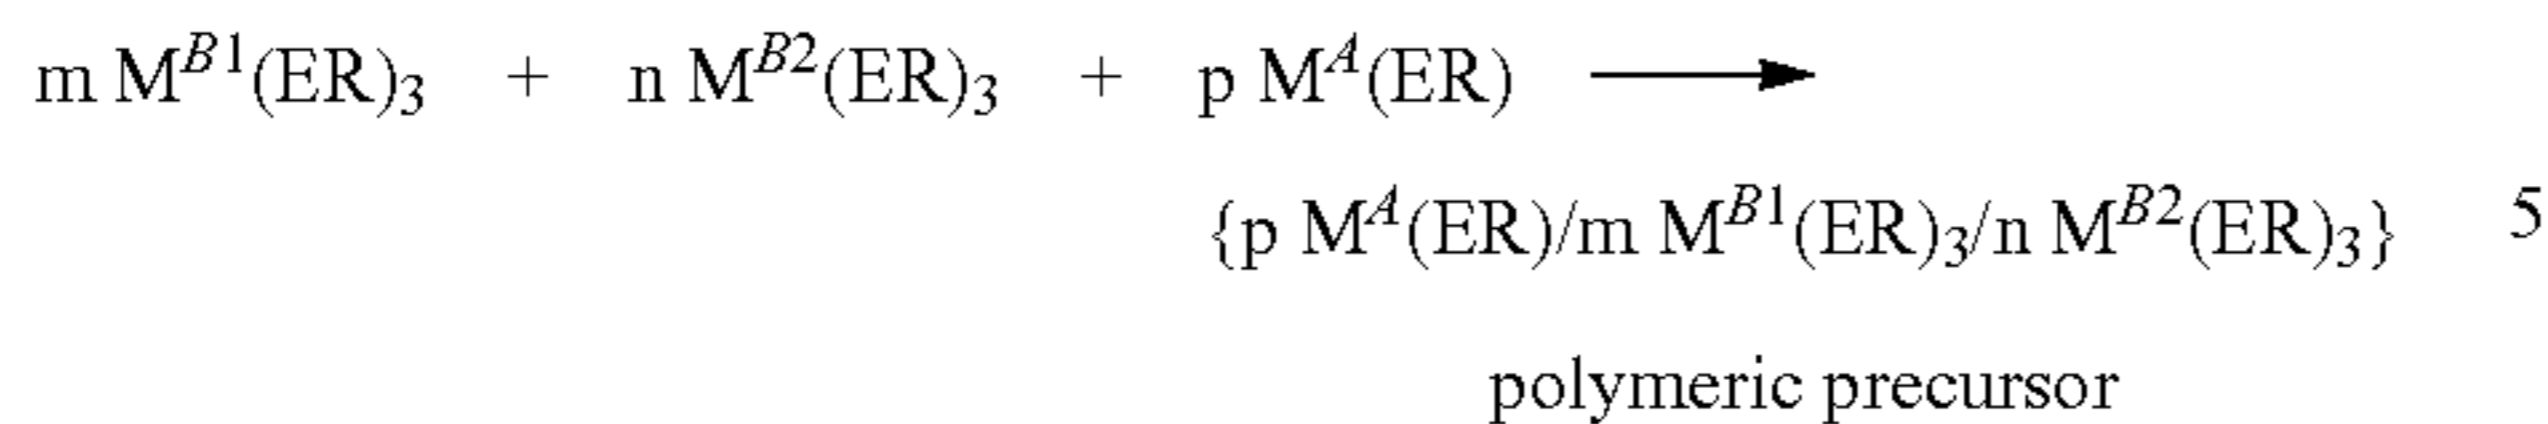 m M^{B1}(ER)_3 + n M^{B2}(ER)_3 + p M^A(ER) ⟶
{p M^A(ER)/m M^{B1}(ER)_3/n M^{B2}(ER)_3} 5
polymeric precursor